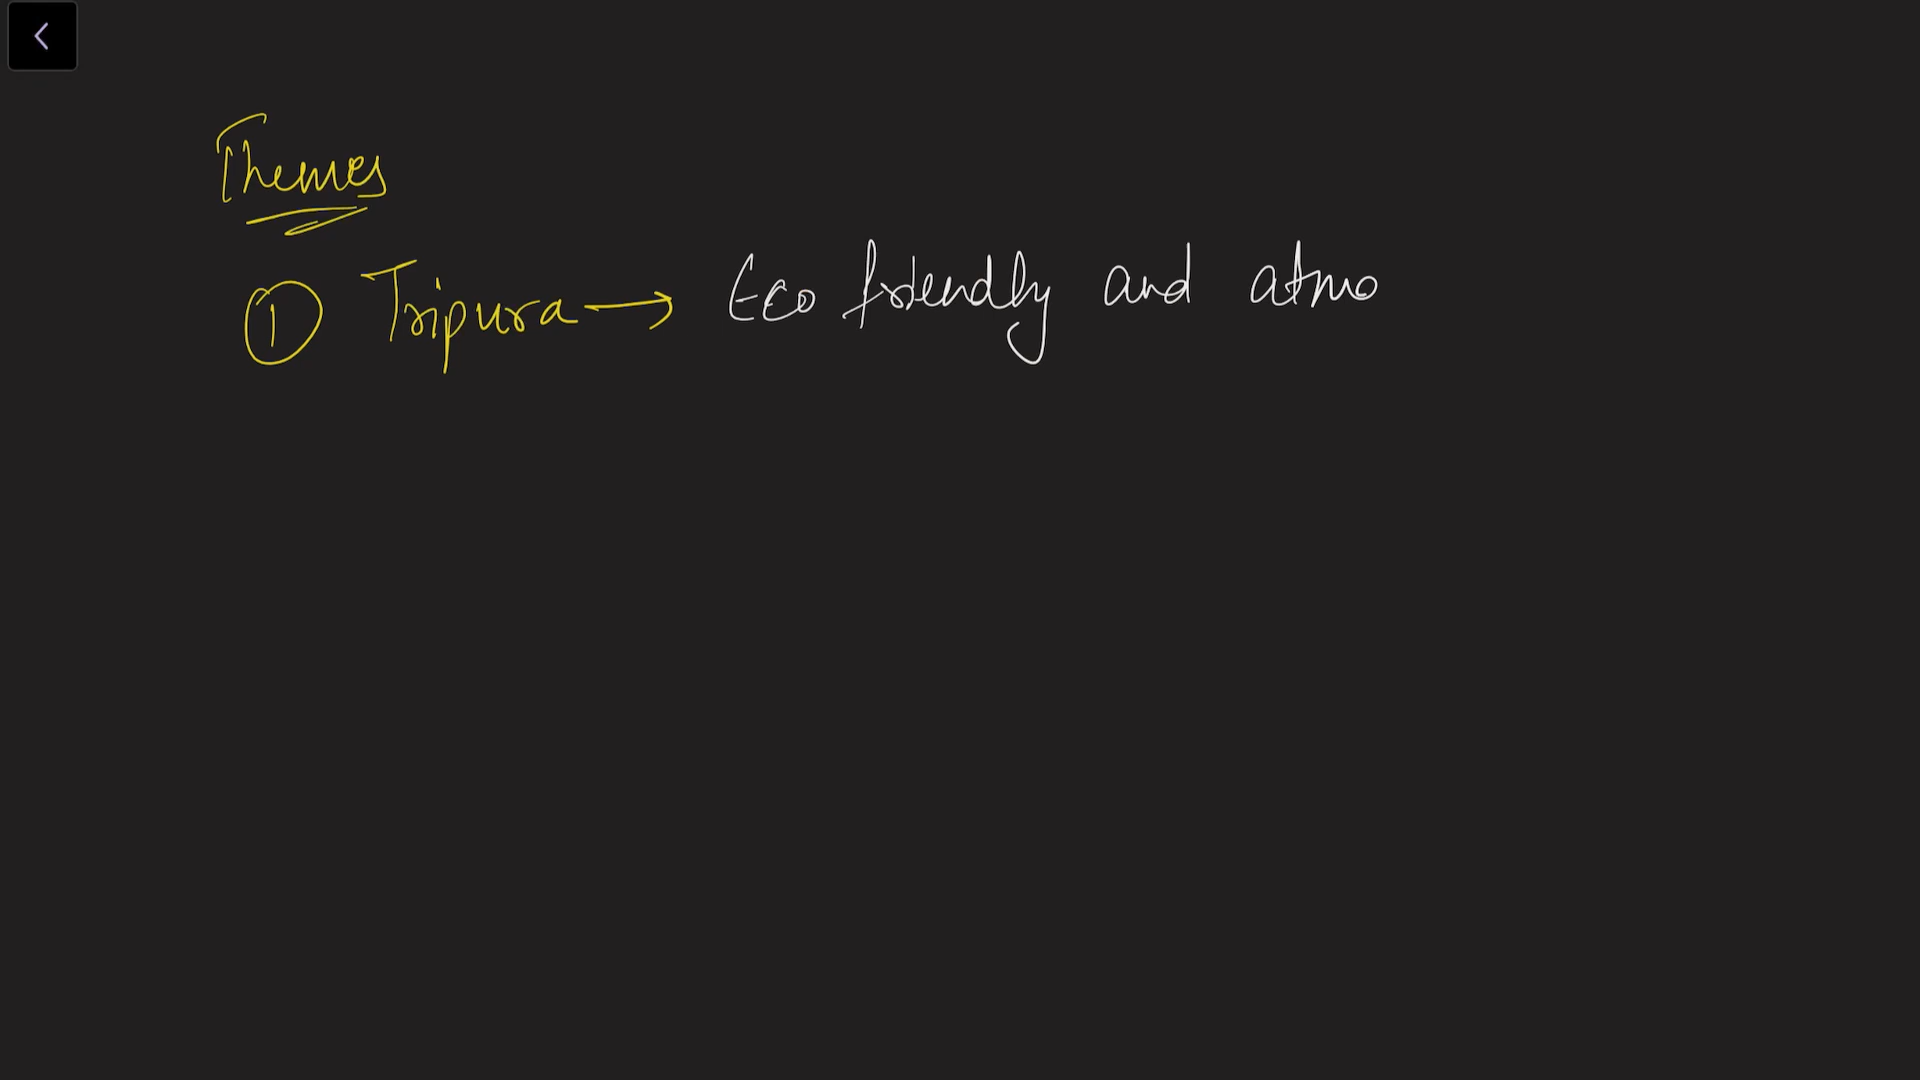 Themes
① Tripura → Eco friendly and atmo